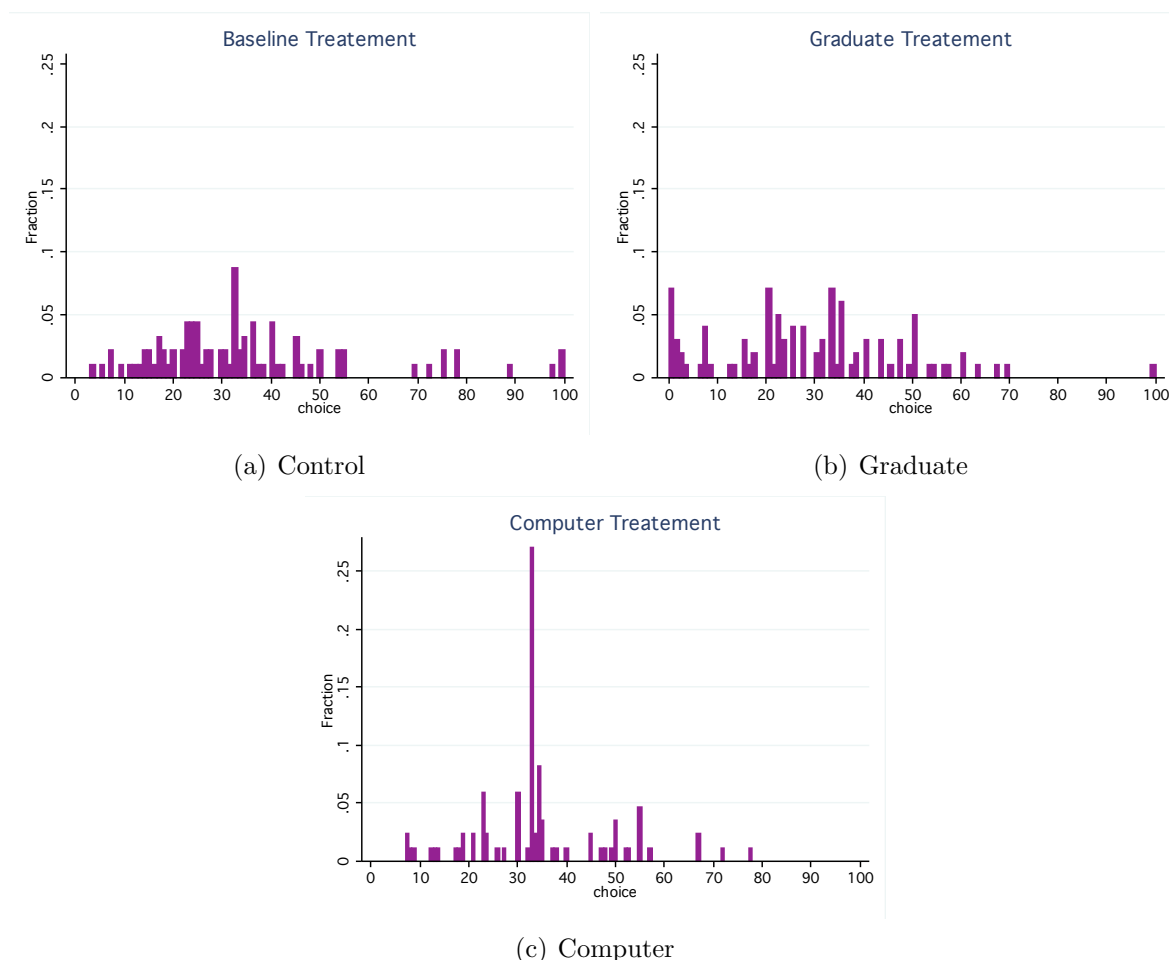 Baseline Treatement
Fraction
.25
.2
.15
.1
.05
0
0 10 20 30 40 50 60 70 80 90 100
choice
(a) Control
Graduate Treatement
Fraction
.25
.2
.15
.1
.05
0
0 10 20 30 40 50 60 70 80 90 100
choice
(b) Graduate
Computer Treatement
Fraction
.25
.2
.15
.1
.05
0
0 10 20 30 40 50 60 70 80 90 100
choice
(c) Computer